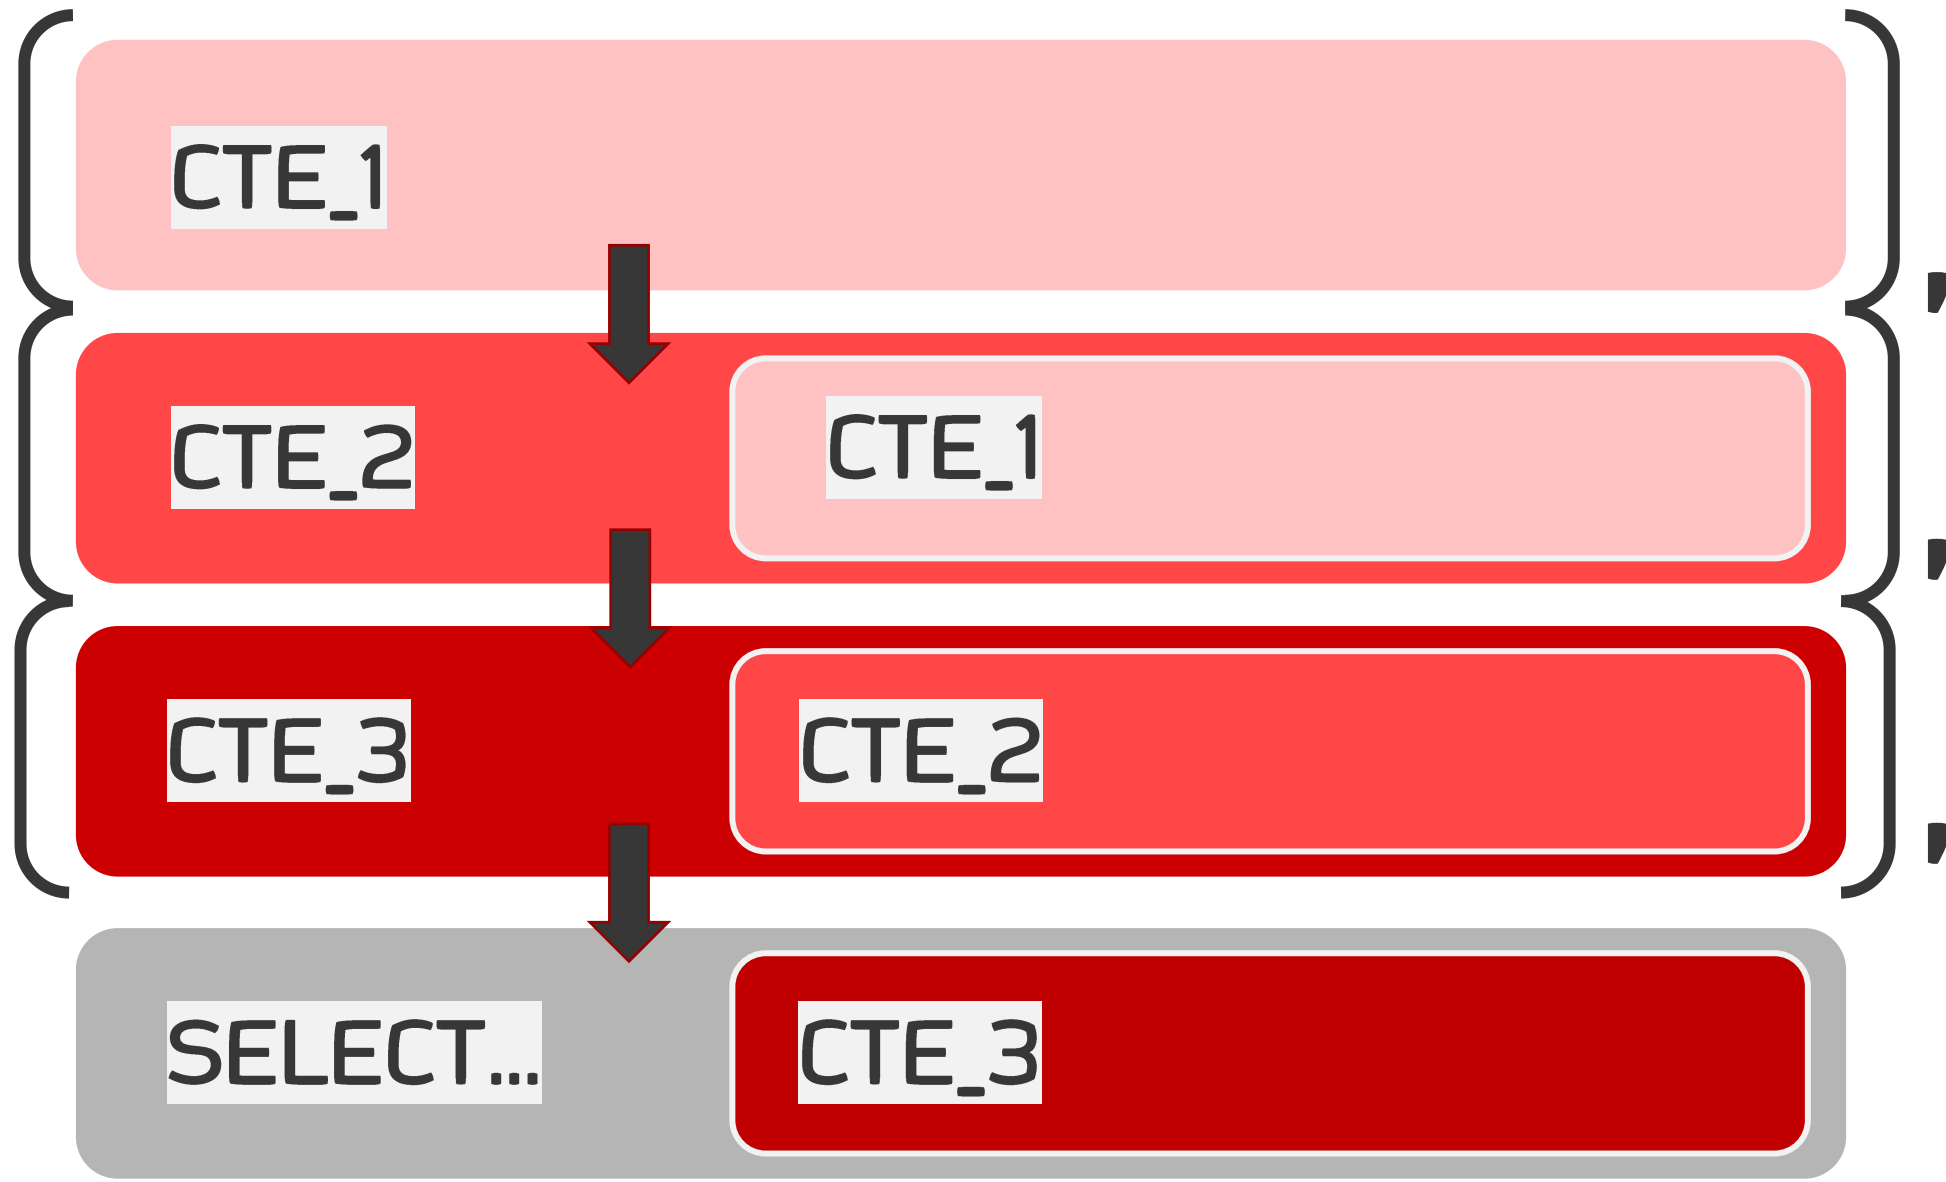 CTE_1
,
CTE_2 CTE_1
,
CTE_3 CTE_2
,
SELECT... CTE_3